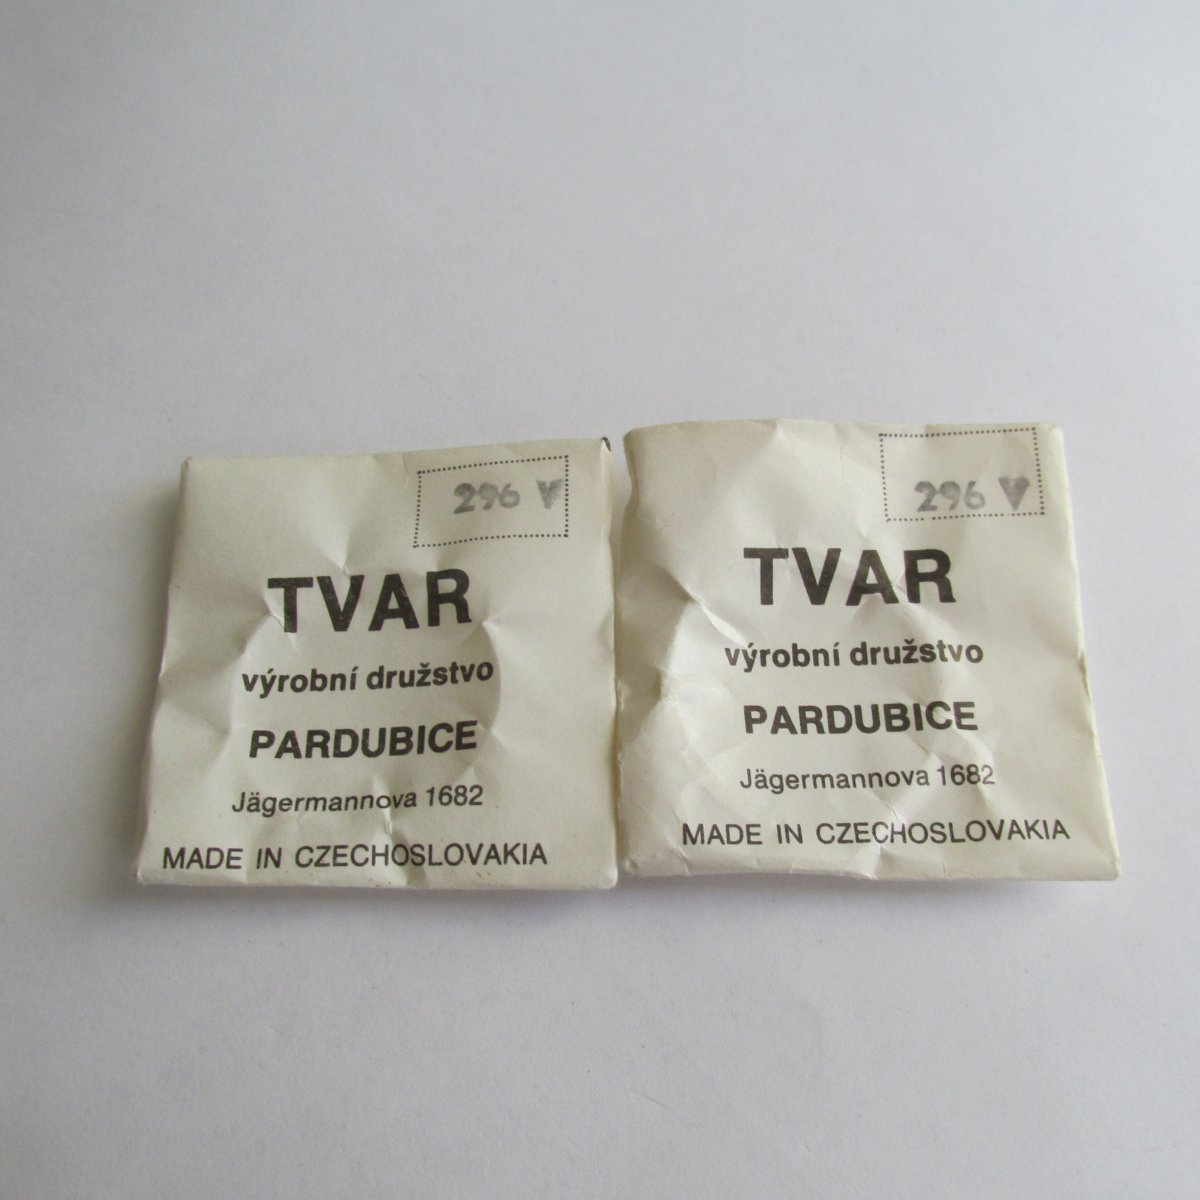 296 V
TVAR
výrobní družstvo
PARDUBICE
Jägermannova 1682
MADE IN CZECHOSLOVAKIA
296 V
TVAR
výrobní družstvo
PARDUBICE
Jägermannova 1682
MADE IN CZECHOSLOVAKIA